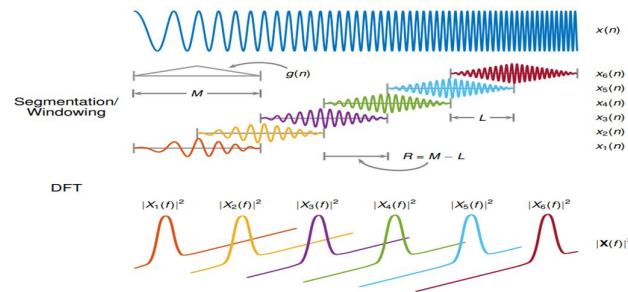 x(n)
g(n)
M
Segmentation/
Windowing
x₆(n)
x₅(n)
x₄(n)
x₃(n)
x₂(n)
x₁(n)
L
R = M – L
DFT
|X₁(f)|² |X₂(f)|² |X₃(f)|² |X₄(f)|² |X₅(f)|² |X₆(f)|²